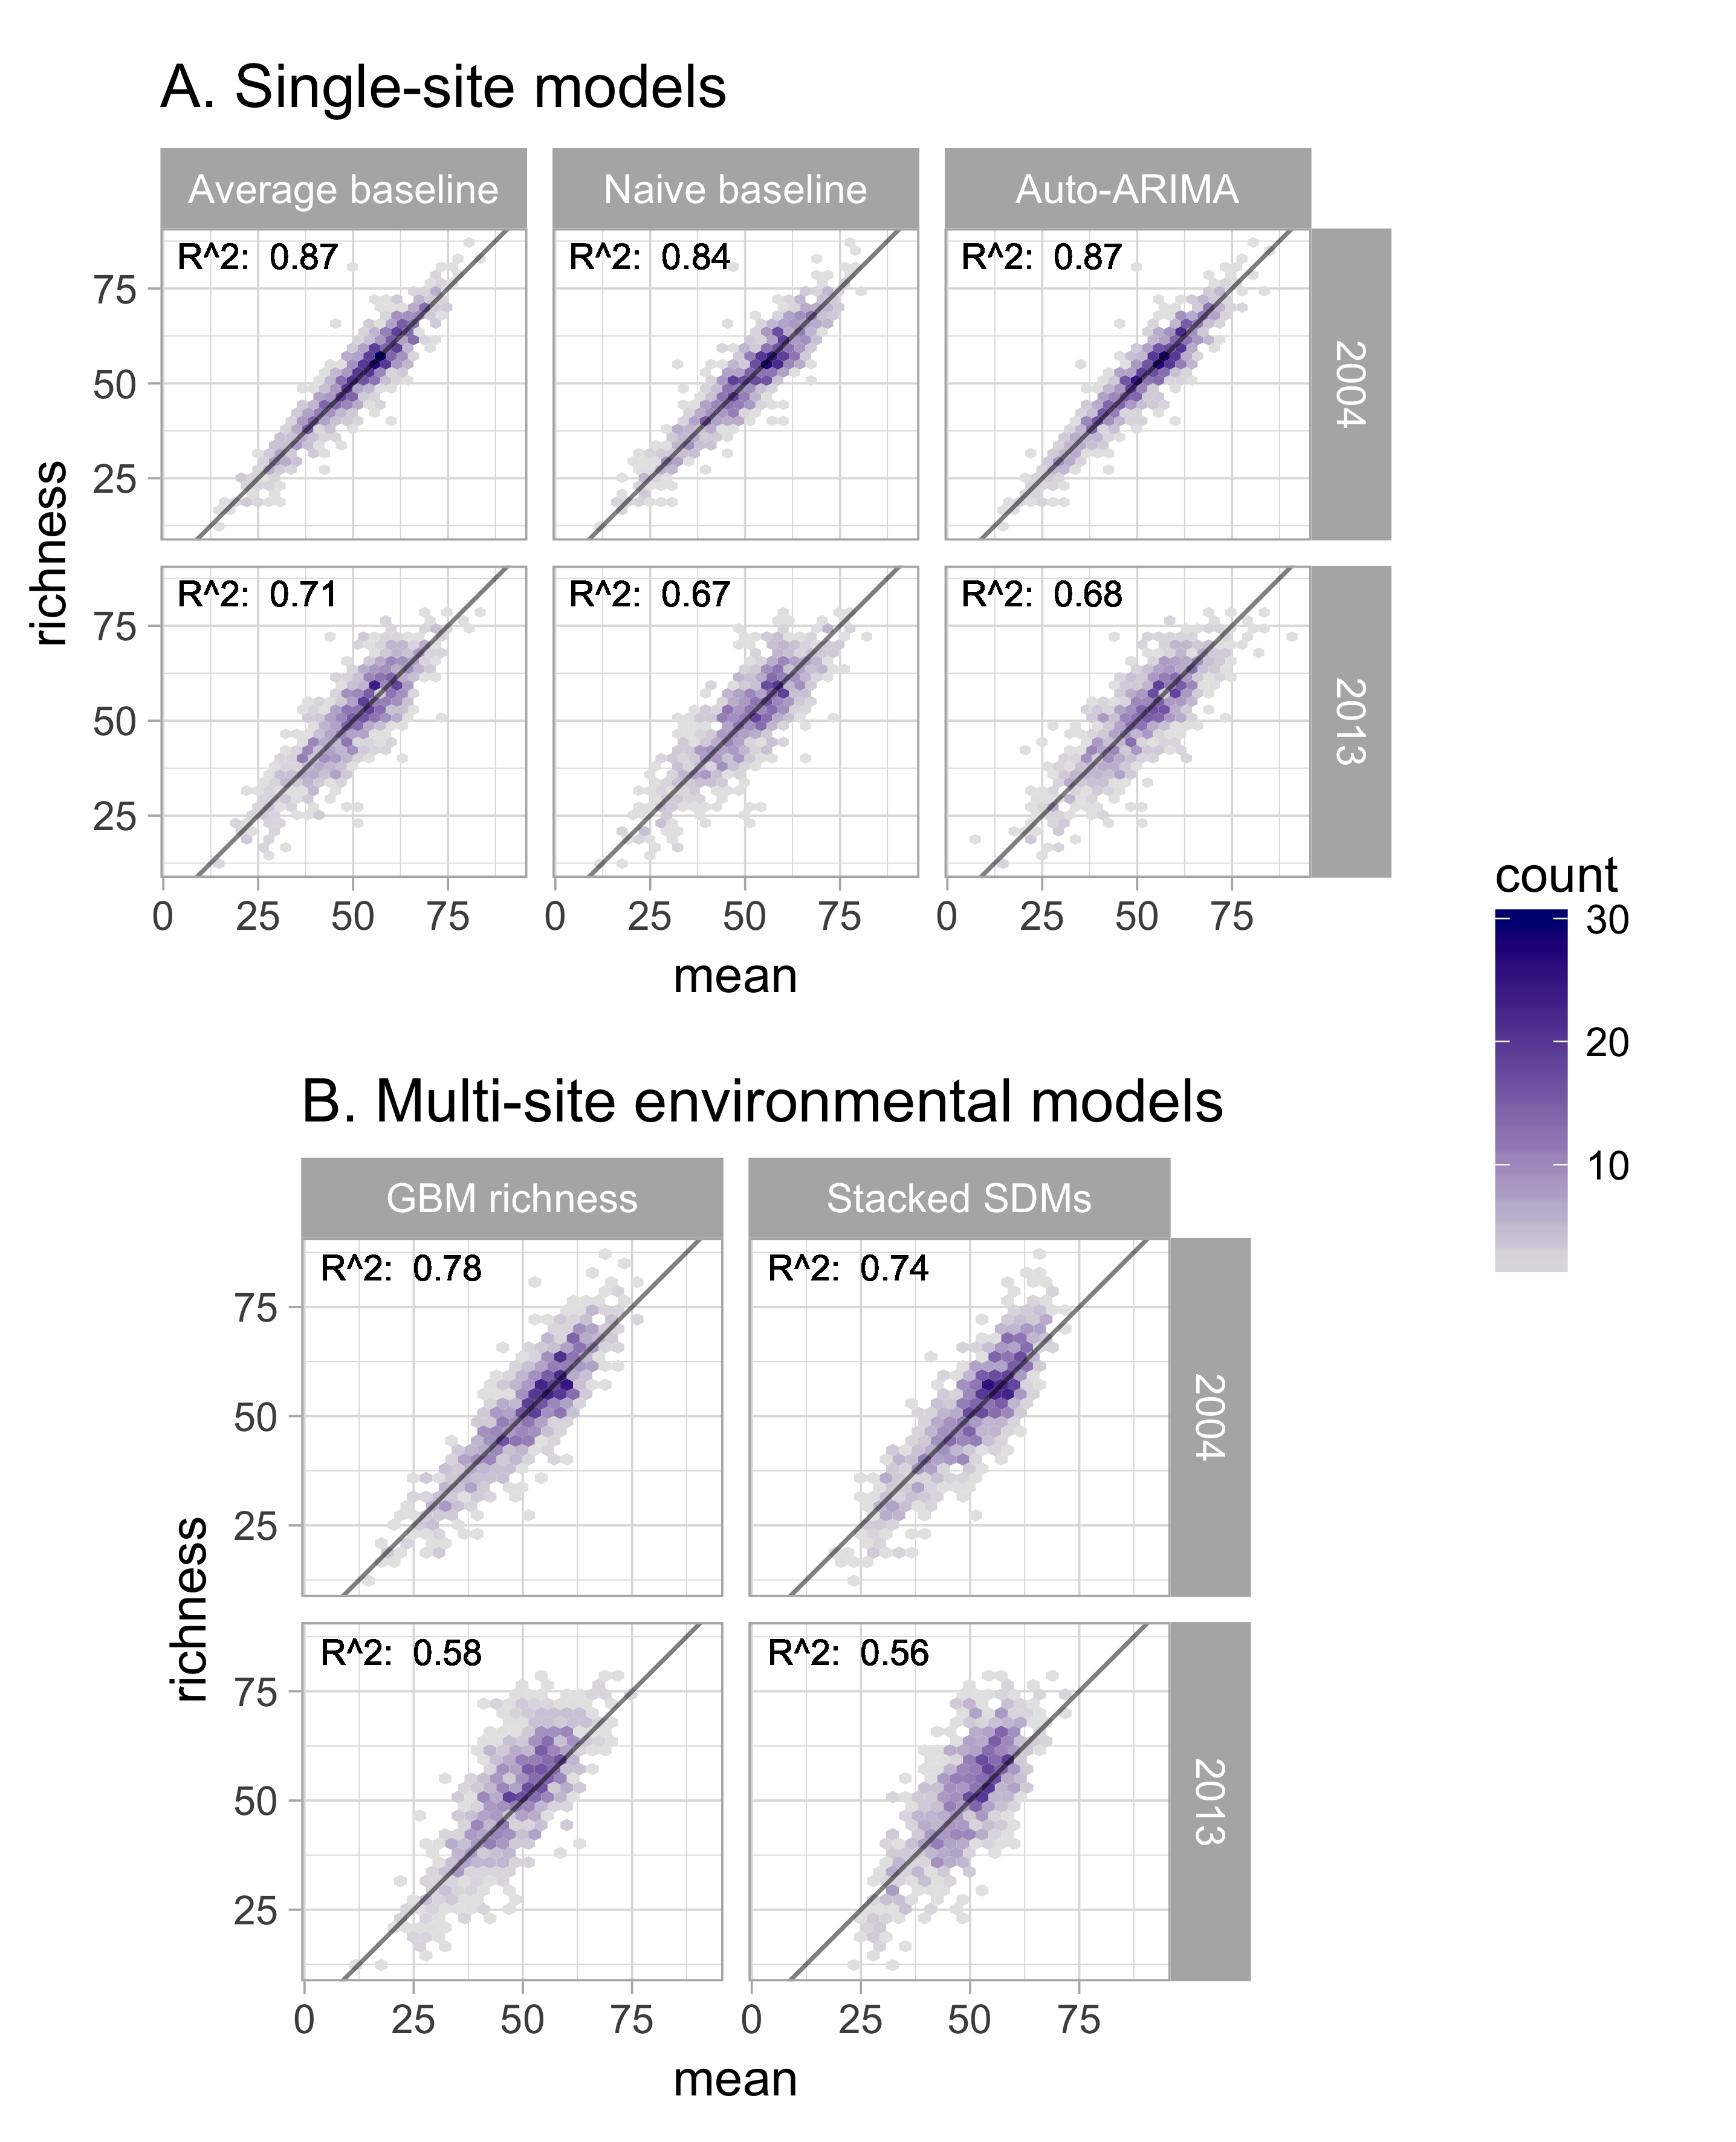 A. Single-site models
Average baseline Naive baseline Auto-ARIMA
R^2: 0.87 R^2: 0.84 R^2: 0.87
75
50
25
2004
richness
R^2: 0.71 R^2: 0.67 R^2: 0.68
75
50
25
2013
0 25 50 75 0 25 50 75 0 25 50 75
mean
count
30
20
10
B. Multi-site environmental models
GBM richness Stacked SDMs
R^2: 0.78 R^2: 0.74
75
50
25
2004
richness
R^2: 0.58 R^2: 0.56
75
50
25
2013
0 25 50 75 0 25 50 75
mean